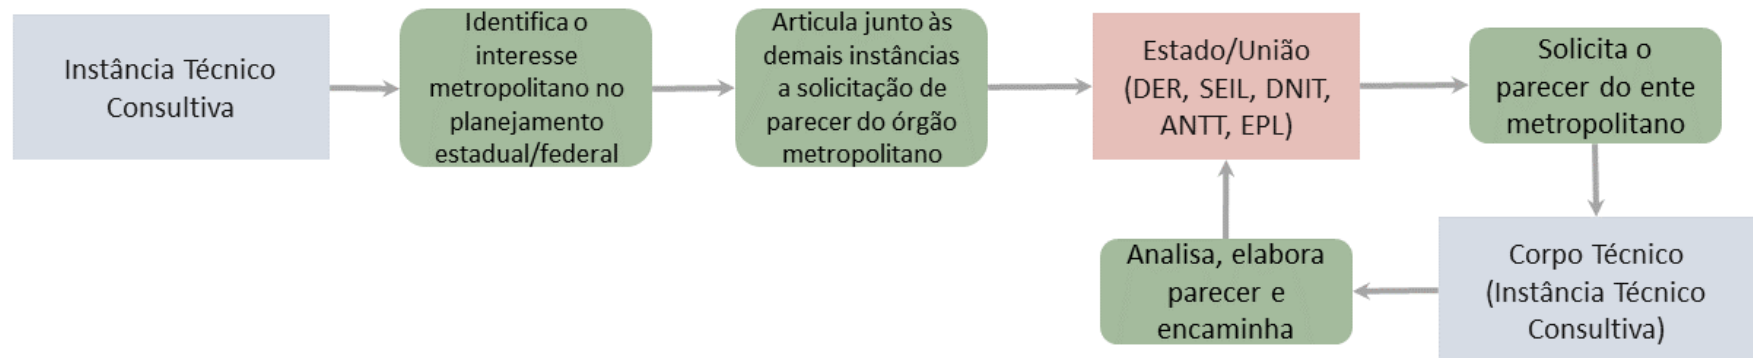 Instância Técnico
Consultiva
Identifica o
interesse
metropolitano no
planejamento
estadual/federal
Articula junto às
demais instâncias
a solicitação de
parecer do órgão
metropolitano
Estado/União
(DER, SEIL, DNIT,
ANTT, EPL)
Solicita o
parecer do ente
metropolitano
Corpo Técnico
(Instância Técnico
Consultiva)
Analisa, elabora
parecer e
encaminha